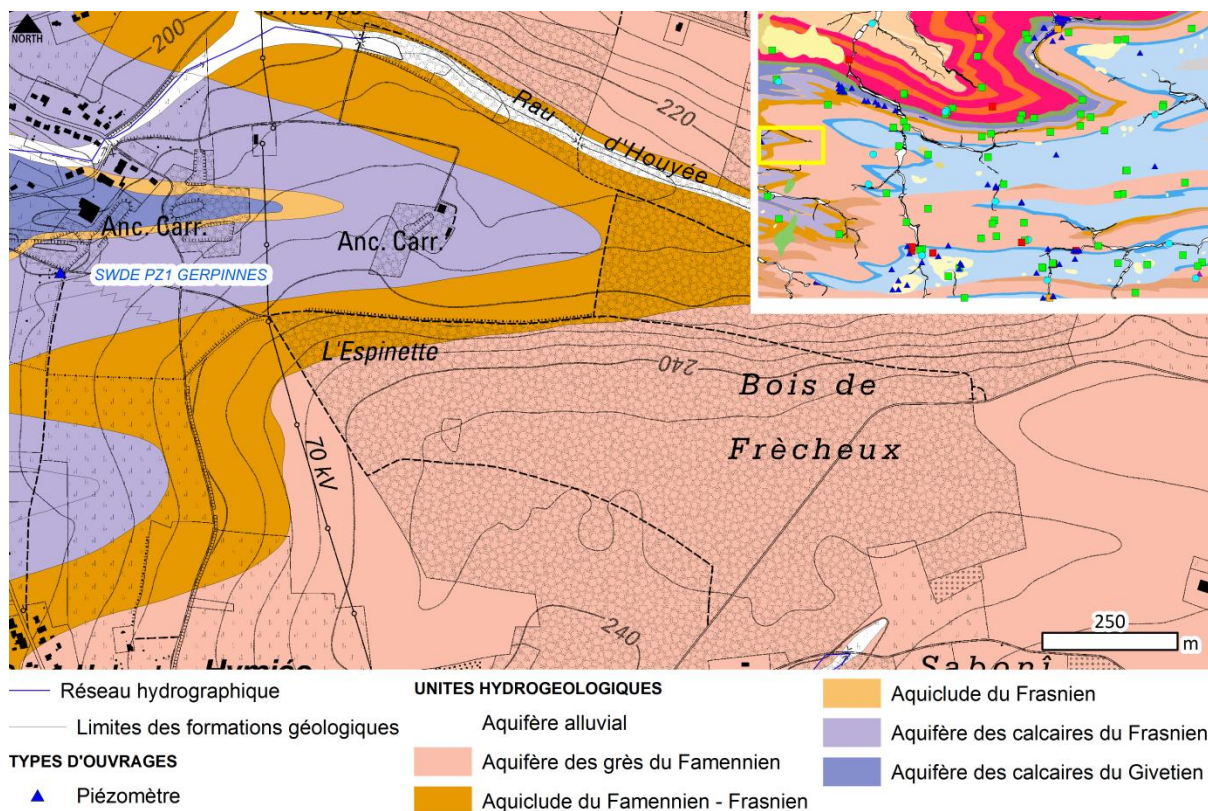 NORTH
200
d'Houyée
Rau
d'Houyée
220
Anc. Carr.
Anc. Carr.
SWDE PZ1 GERPINNES
L'Espinette
240
Bois de
Frècheux
70 kV
240
250
m
Sabonî
Réseau hydrographique
Limites des formations géologiques
TYPES D'OUVRAGES
Piézomètre
UNITES HYDROGEOLOGIQUES
Aquifère alluvial
Aquifère des grès du Famennien
Aquiclude du Famennien - Frasnien
Aquiclude du Frasnien
Aquifère des calcaires du Frasnien
Aquifère des calcaires du Givetien